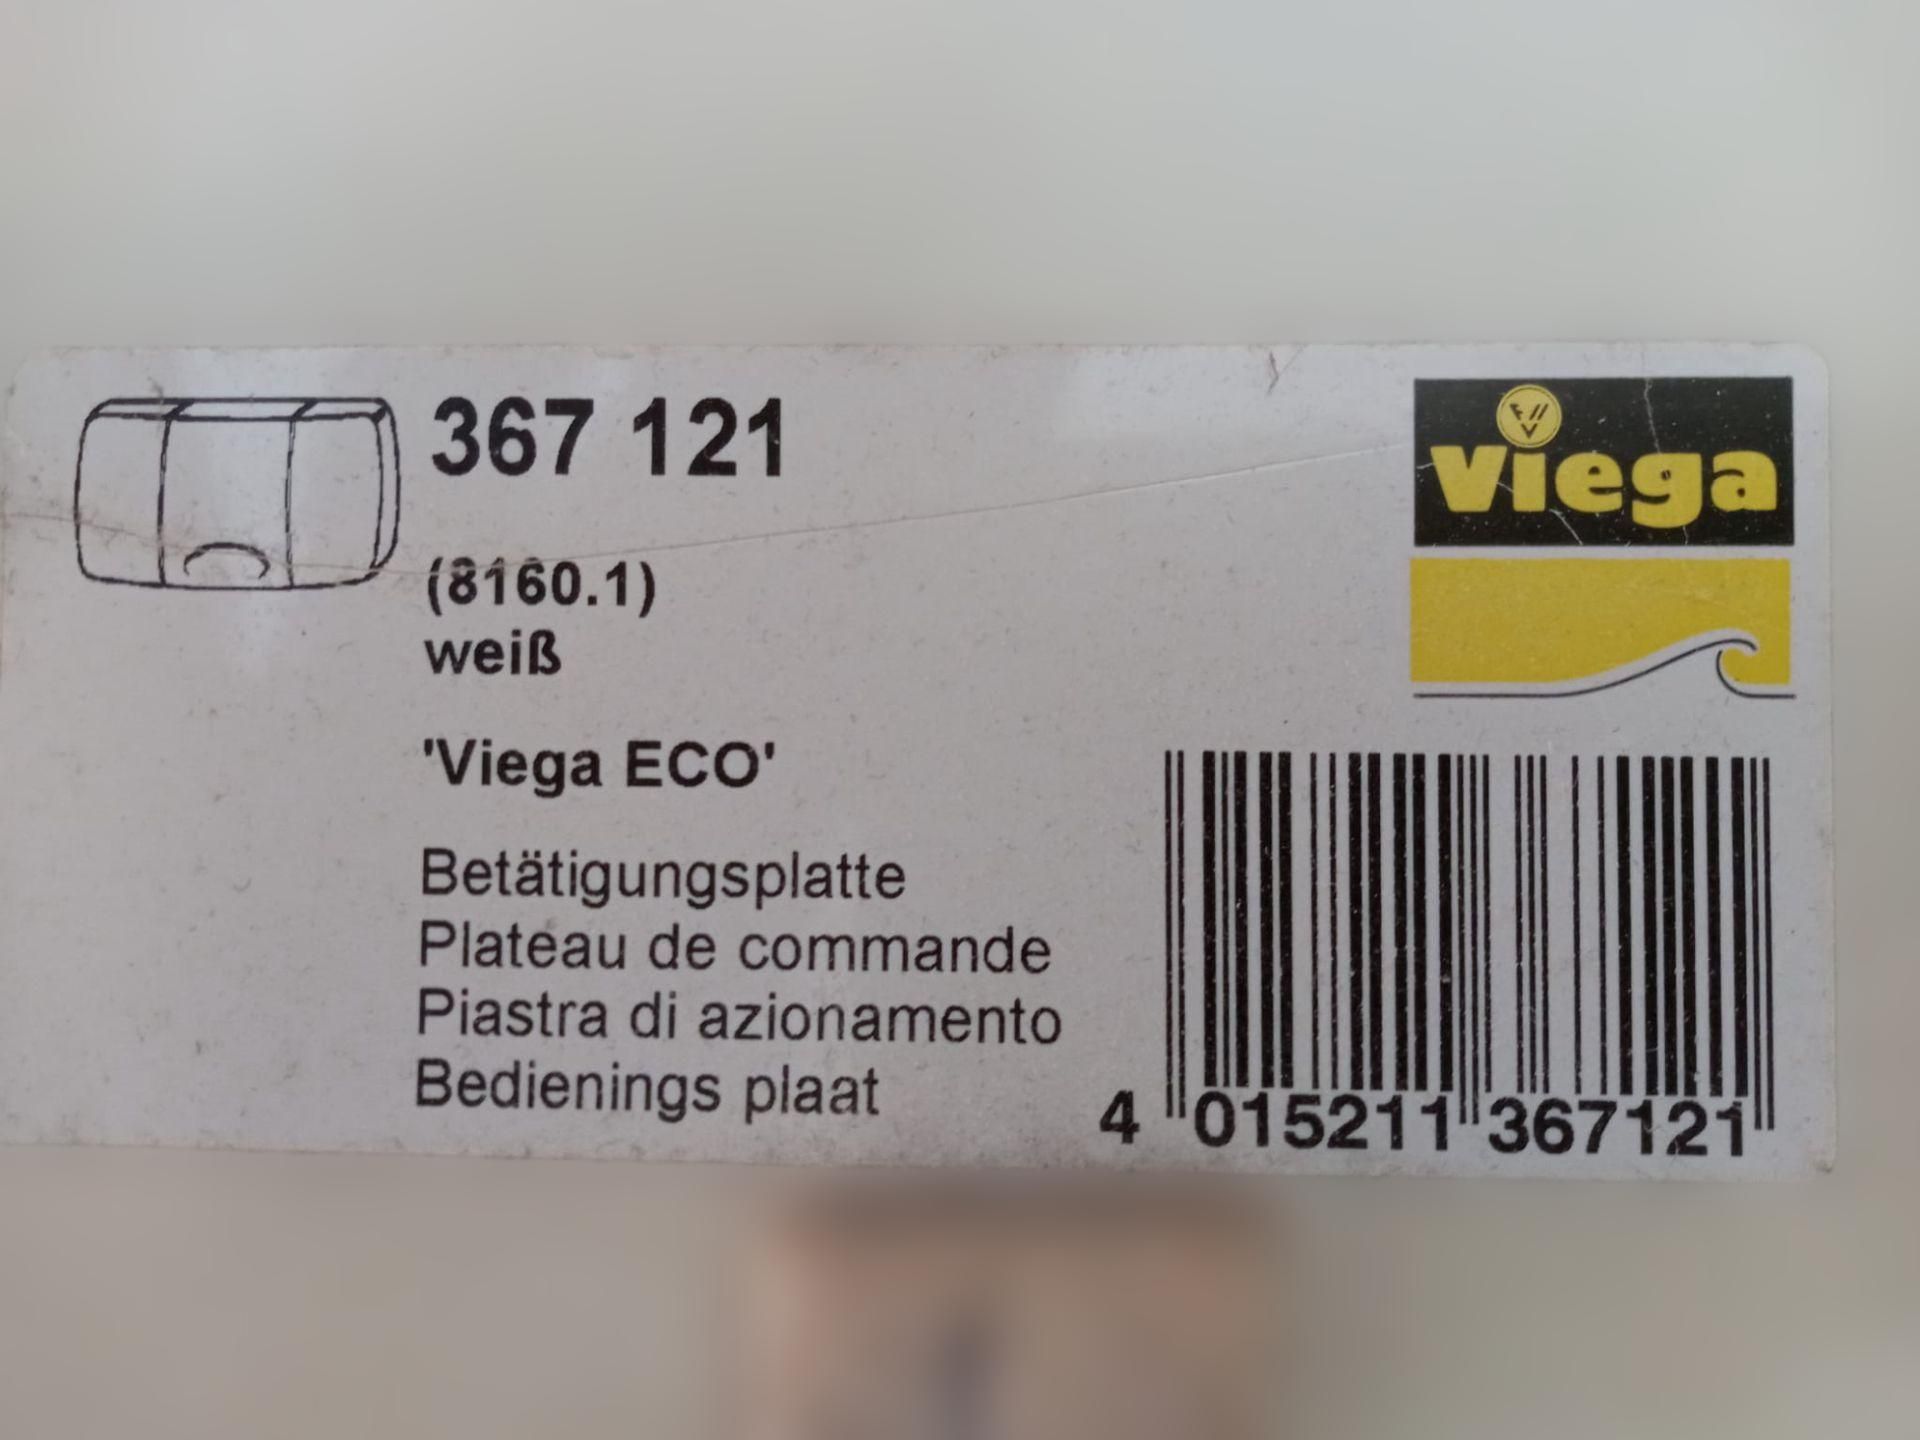 367 121
(8160.1)
weiß
'Viega ECO'
Betätigungsplatte
Plateau de commande
Piastra di azionamento
Bedienings plaat
viega
4 015211 367121